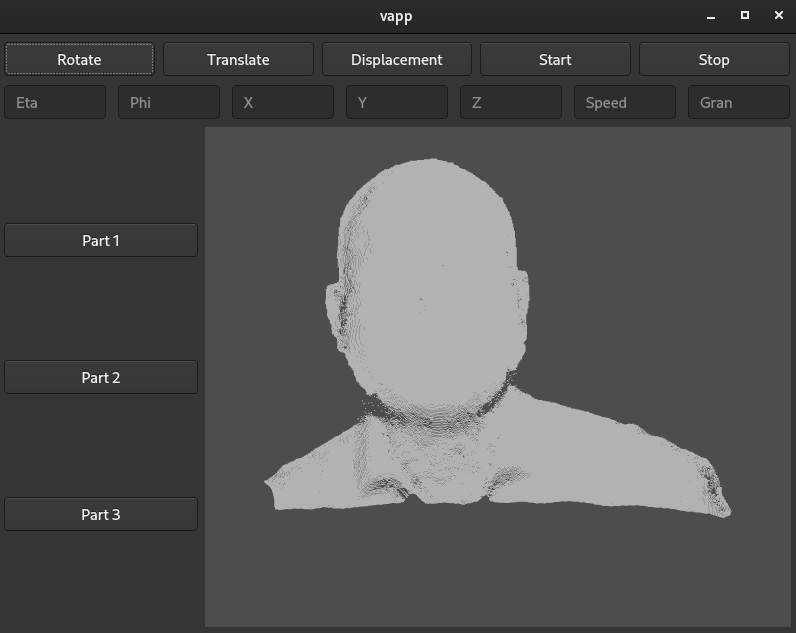 vapp
Rotate Translate Displacement Start Stop
Eta Phi X Y Z Speed Gran
Part 1
Part 2
Part 3